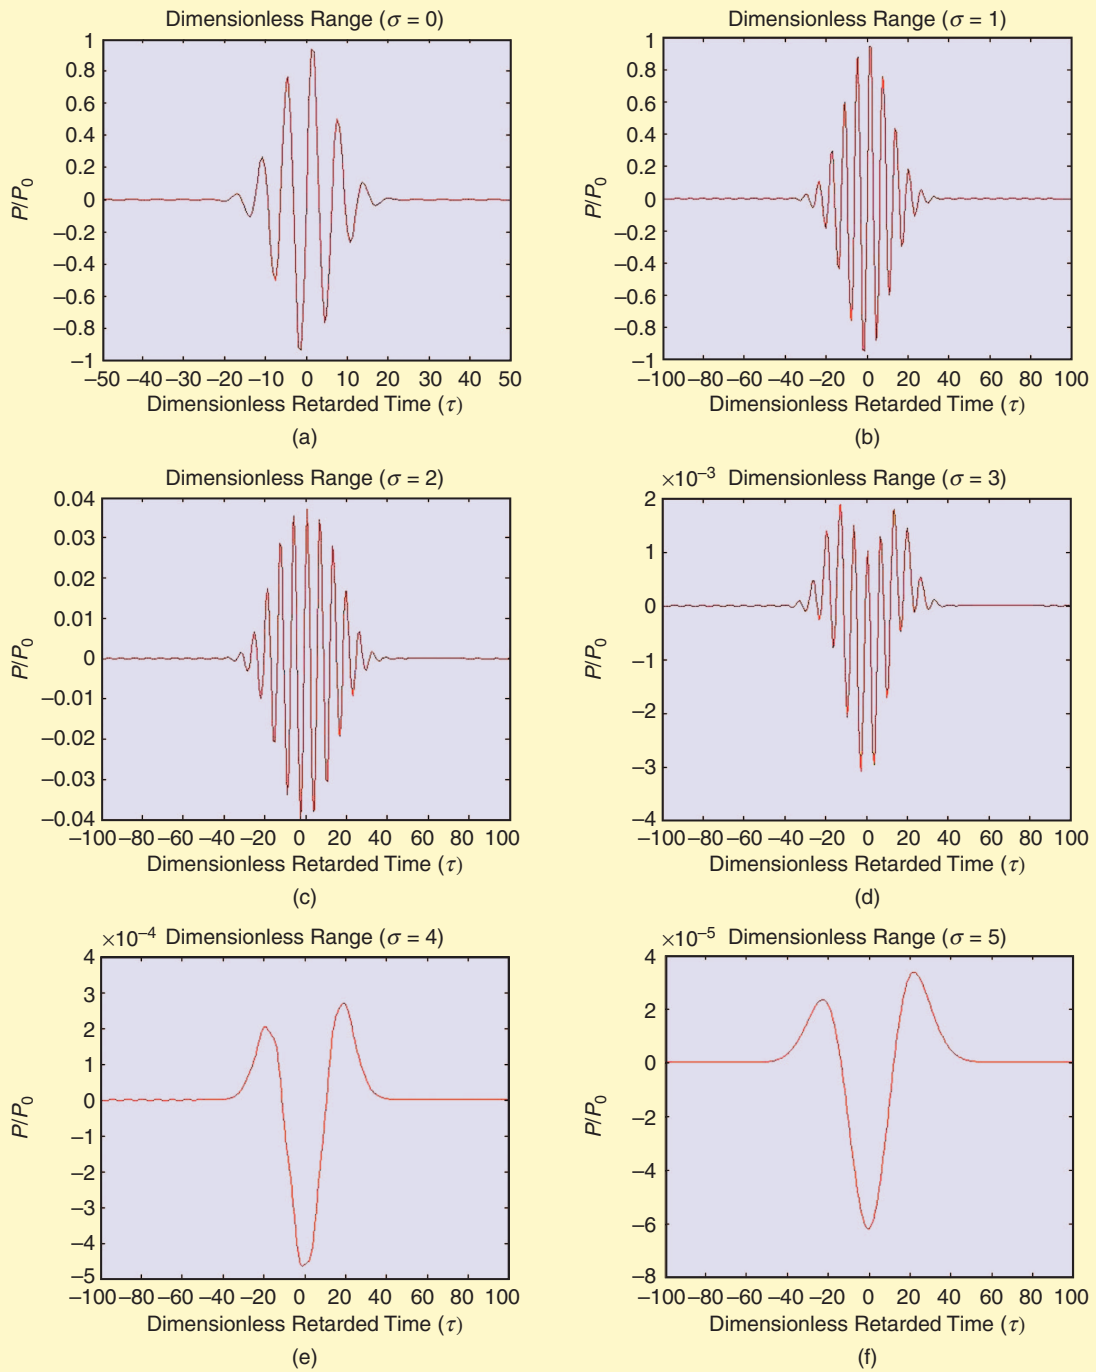 Dimensionless Range (σ = 0)
1
0.8
0.6
0.4
0.2
0
−0.2
−0.4
−0.6
−0.8
−1
P/P0
−50 −40 −30 −20 −10 0 10 20 30 40 50
Dimensionless Retarded Time (τ)
(a)
Dimensionless Range (σ = 1)
1
0.8
0.6
0.4
0.2
0
−0.2
−0.4
−0.6
−0.8
−1
P/P0
−100 −80 −60 −40 −20 0 20 40 60 80 100
Dimensionless Retarded Time (τ)
(b)
Dimensionless Range (σ = 2)
0.04
0.03
0.02
0.01
0
−0.01
−0.02
−0.03
−0.04
P/P0
−100 −80 −60 −40 −20 0 20 40 60 80 100
Dimensionless Retarded Time (τ)
(c)
×10−3 Dimensionless Range (σ = 3)
2
1
0
−1
−2
−3
−4
P/P0
−100 −80 −60 −40 −20 0 20 40 60 80 100
Dimensionless Retarded Time (τ)
(d)
×10−4 Dimensionless Range (σ = 4)
4
3
2
1
0
−1
−2
−3
−4
−5
P/P0
−100 −80 −60 −40 −20 0 20 40 60 80 100
Dimensionless Retarded Time (τ)
(e)
×10−5 Dimensionless Range (σ = 5)
4
2
0
−2
−4
−6
−8
P/P0
−100 −80 −60 −40 −20 0 20 40 60 80 100
Dimensionless Retarded Time (τ)
(f)